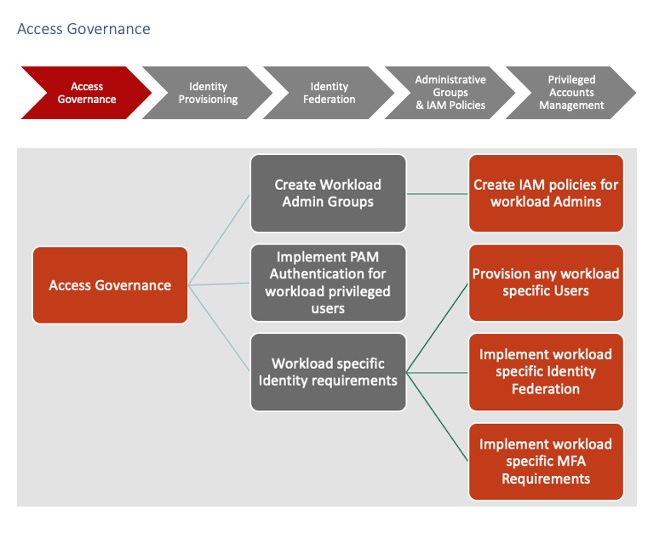 Access Governance
Access
Governance
Identity
Provisioning
Identity
Federation
Administrative
Groups
& IAM Policies
Privileged
Accounts
Management
Access Governance
Create Workload
Admin Groups
Implement PAM
Authentication for
workload privileged
users
Workload specific
Identity requirements
Create IAM policies for
workload Admins
Provision any workload
specific Users
Implement workload
specific Identity
Federation
Implement workload
specific MFA
Requirements